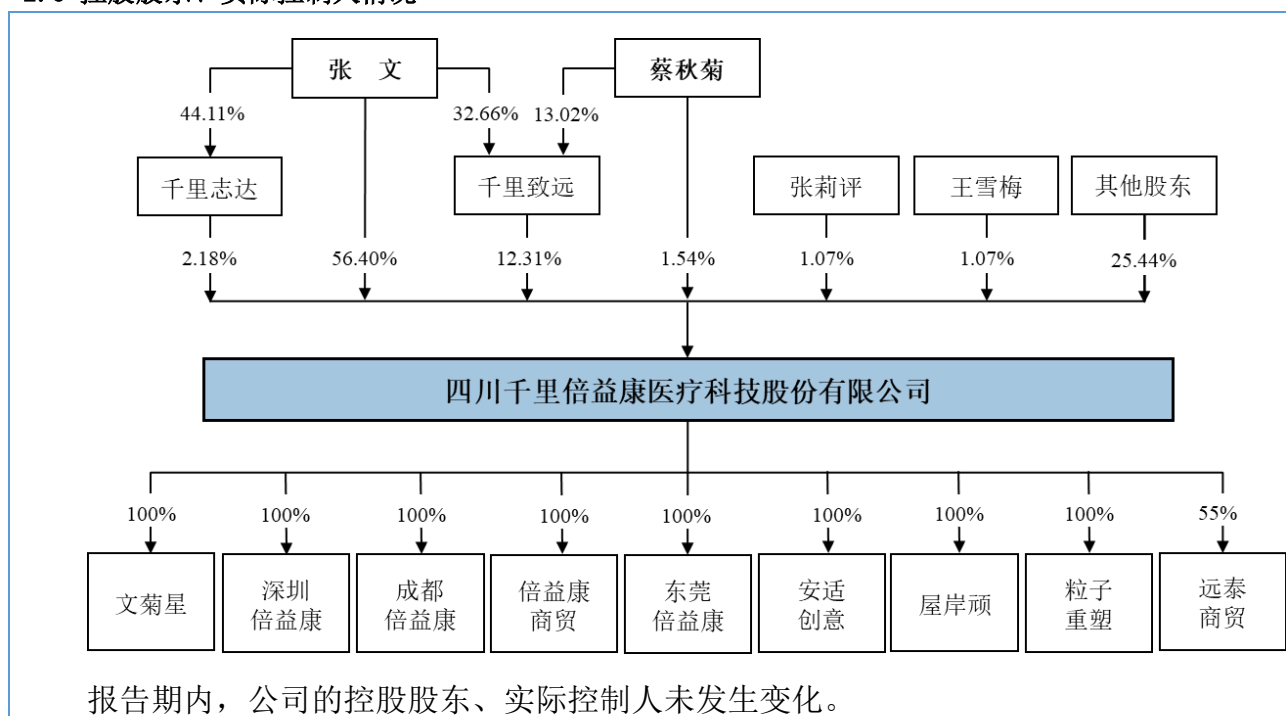 张 文
蔡秋菊
44.11%
32.66%
13.02%
千里志达
千里致远
张莉评
王雪梅
其他股东
2.18%
56.40%
12.31%
1.54%
1.07%
1.07%
25.44%
四川千里倍益康医疗科技股份有限公司
100%
100%
100%
100%
100%
100%
100%
100%
55%
文菊星
深圳
倍益康
成都
倍益康
倍益康
商贸
东莞
倍益康
安适
创意
屋岸顽
粒子
重塑
远泰
商贸
报告期内，公司的控股股东、实际控制人未发生变化。